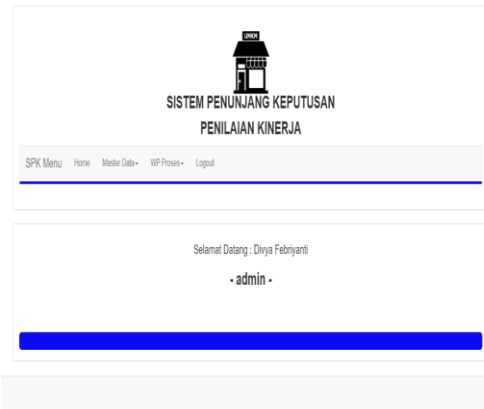 UMKM
SISTEM PENUNJANG KEPUTUSAN
PENILAIAN KINERJA
SPK Menu Home Master Data WP Proses Logout
Selamat Datang : Divya Febriyanti
- admin -